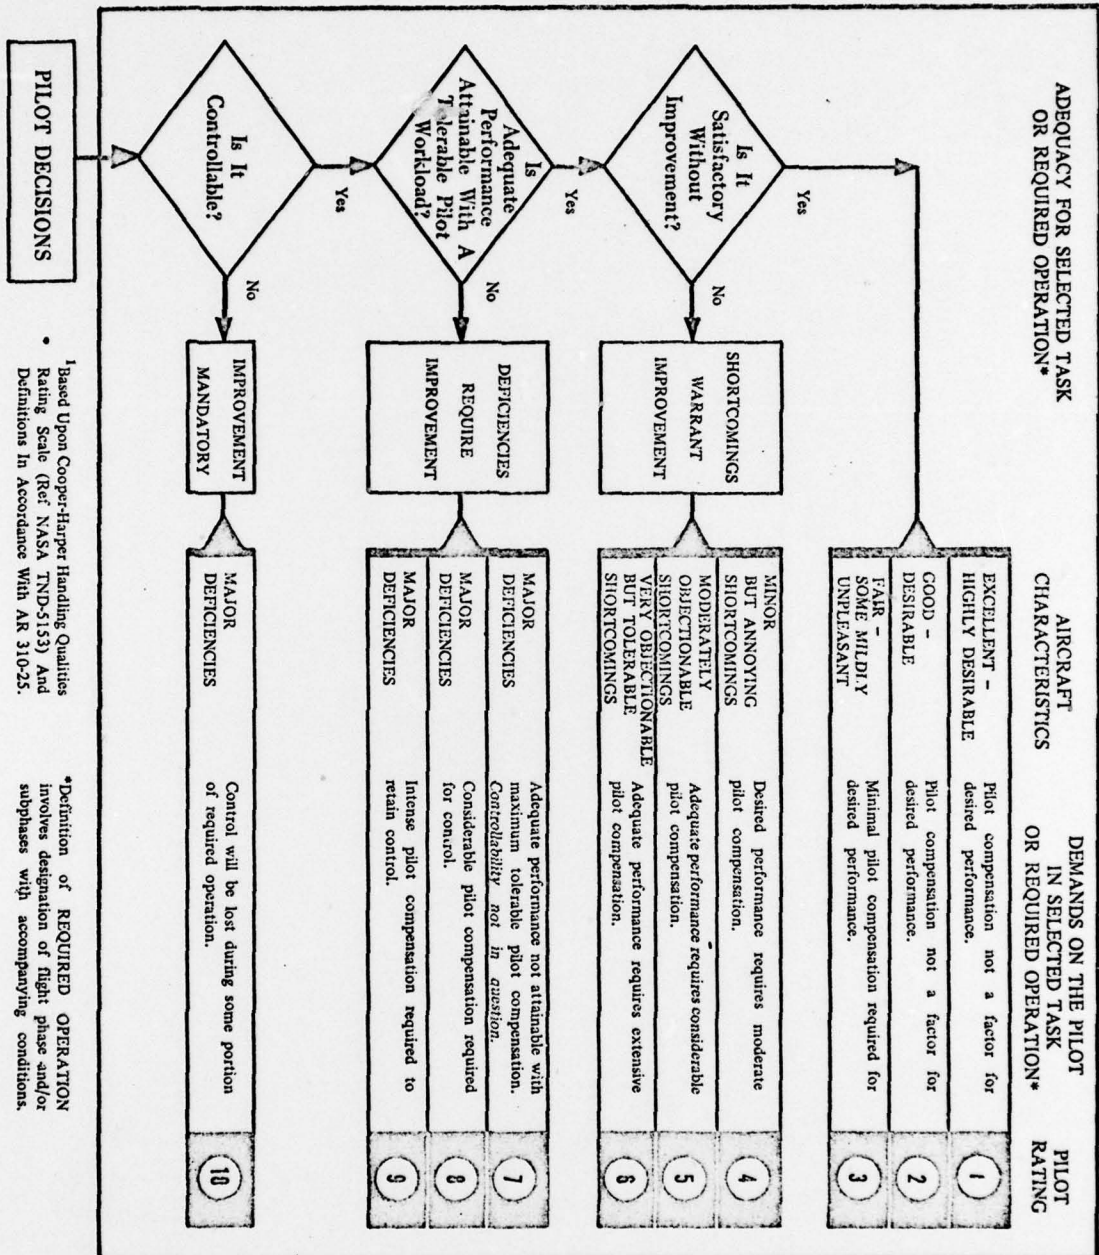 ADEQUACY FOR SELECTED TASK
OR REQUIRED OPERATION*
AIRCRAFT
CHARACTERISTICS
DEMANDS ON THE PILOT
IN SELECTED TASK
OR REQUIRED OPERATION*
PILOT
RATING
EXCELLENT –
HIGHLY DESIRABLE
Pilot compensation not a factor for
desired performance.
1
GOOD –
DESIRABLE
Pilot compensation not a factor for
desired performance.
2
FAIR –
SOME MILDLY
UNPLEASANT
Minimal pilot compensation required for
desired performance.
3
Yes
Is It
Satisfactory
Without
Improvement?
No
SHORTCOMINGS
WARRANT
IMPROVEMENT
MINOR
BUT ANNOYING
SHORTCOMINGS
Desired performance requires moderate
pilot compensation.
4
MODERATELY
OBJECTIONABLE
SHORTCOMINGS
Adequate performance requires considerable
pilot compensation.
5
VERY OBJECTIONABLE
BUT TOLERABLE
SHORTCOMINGS
Adequate performance requires extensive
pilot compensation.
6
Yes
Is
Adequate
Performance
Attainable With A
Tolerable Pilot
Workload?
No
DEFICIENCIES
REQUIRE
IMPROVEMENT
MAJOR
DEFICIENCIES
Adequate performance not attainable with
maximum tolerable pilot compensation.
Controllability not in question.
7
MAJOR
DEFICIENCIES
Considerable pilot compensation required
for control.
8
MAJOR
DEFICIENCIES
Intense pilot compensation required to
retain control.
9
Yes
Is It
Controllable?
No
IMPROVEMENT
MANDATORY
MAJOR
DEFICIENCIES
Control will be lost during some portion
of required operation.
10
PILOT DECISIONS
1Based Upon Cooper-Harper Handling Qualities
Rating Scale (Ref NASA TND-5153) And
Definitions In Accordance With AR 310-25.
*Definition of REQUIRED OPERATION
involves designation of flight phase and/or
subphases with accompanying conditions.